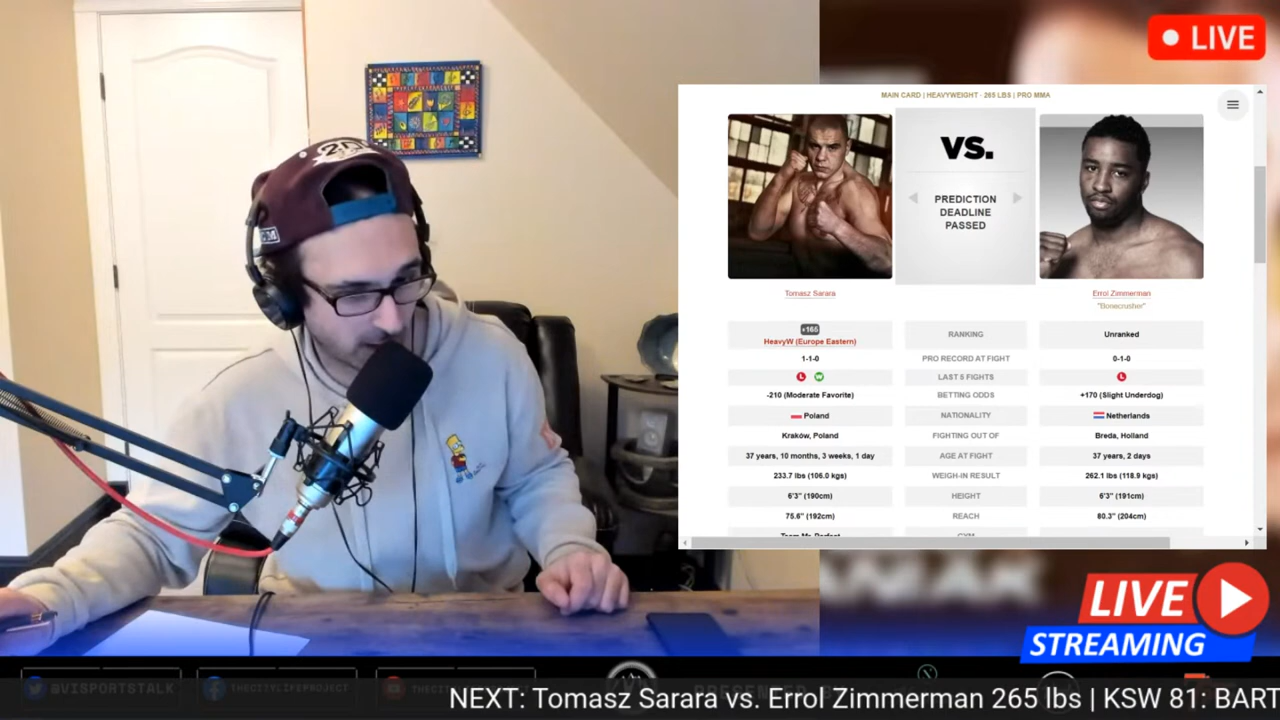 LIVE
MAIN CARD | HEAVYWEIGHT · 265 LBS | PRO MMA
VS.
PREDICTION
DEADLINE
PASSED
Tomasz Sarara
Errol Zimmerman
"Bonecrusher"
+165
HeavyW (Europe Eastern)
RANKING
Unranked
1-1-0
PRO RECORD AT FIGHT
0-1-0
L W
LAST 5 FIGHTS
L
-210 (Moderate Favorite)
BETTING ODDS
+170 (Slight Underdog)
Poland
NATIONALITY
Netherlands
Kraków, Poland
FIGHTING OUT OF
Breda, Holland
37 years, 10 months, 3 weeks, 1 day
AGE AT FIGHT
37 years, 2 days
233.7 lbs (106.0 kgs)
WEIGH-IN RESULT
262.1 lbs (118.9 kgs)
6'3" (190cm)
HEIGHT
6'3" (191cm)
75.6" (192cm)
REACH
80.3" (204cm)
Team Mr. Perfect
GYM
LIVE
STREAMING
@VISPORTSTALK
THECITYLIFEPROJECT
NEXT: Tomasz Sarara vs. Errol Zimmerman 265 lbs | KSW 81: BART